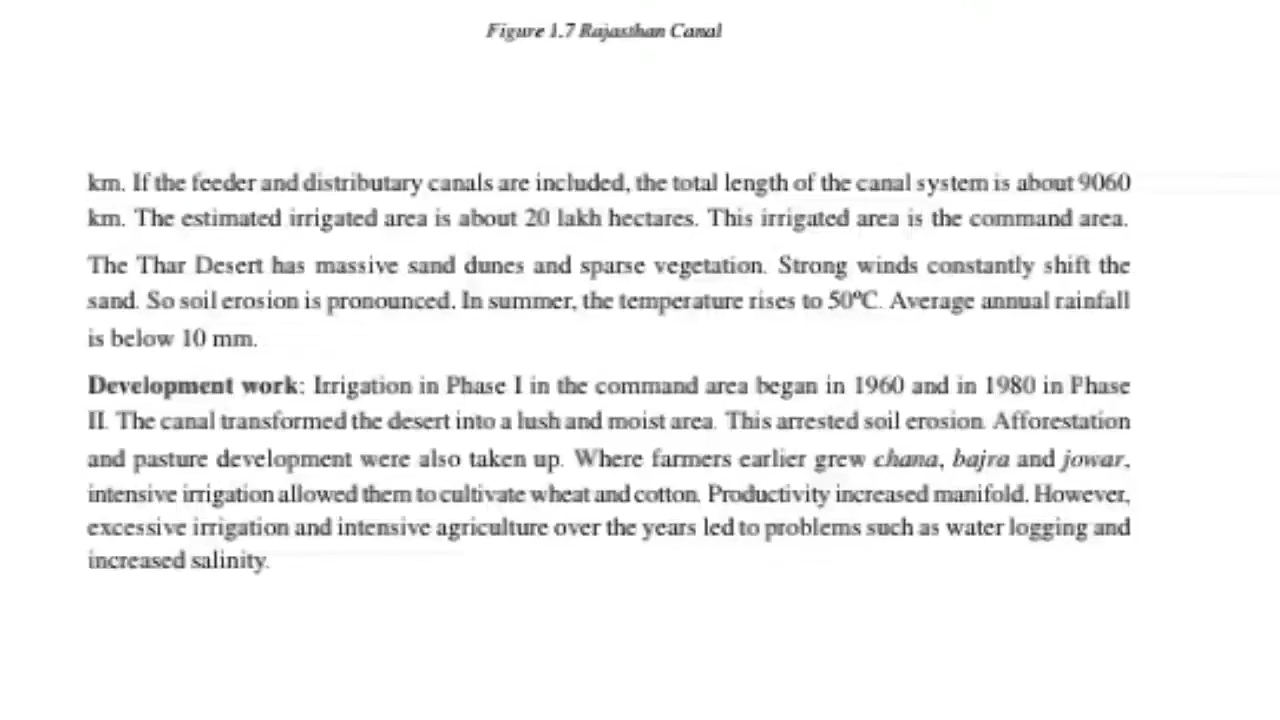 Figure 1.7 Rajasthan Canal
km. If the feeder and distributary canals are included, the total length of the canal system is about 9060
km. The estimated irrigated area is about 20 lakh hectares. This irrigated area is the command area.
The Thar Desert has massive sand dunes and sparse vegetation. Strong winds constantly shift the
sand. So soil erosion is pronounced. In summer, the temperature rises to 50ºC. Average annual rainfall
is below 10 mm.
Development work: Irrigation in Phase I in the command area began in 1960 and in 1980 in Phase
II. The canal transformed the desert into a lush and moist area. This arrested soil erosion. Afforestation
and pasture development were also taken up. Where farmers earlier grew chana, bajra and jowar,
intensive irrigation allowed them to cultivate wheat and cotton. Productivity increased manifold. However,
excessive irrigation and intensive agriculture over the years led to problems such as water logging and
increased salinity.